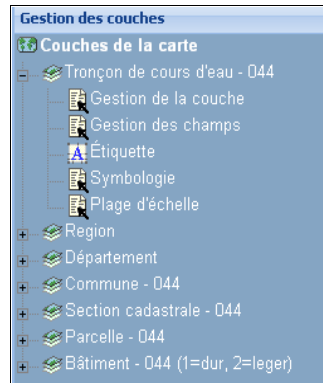 Gestion des couches
Couches de la carte
Tronçon de cours d'eau - 044
Gestion de la couche
Gestion des champs
Étiquette
Symbologie
Plage d'échelle
Region
Département
Commune - 044
Section cadastrale - 044
Parcelle - 044
Bâtiment - 044 (1=dur, 2=leger)